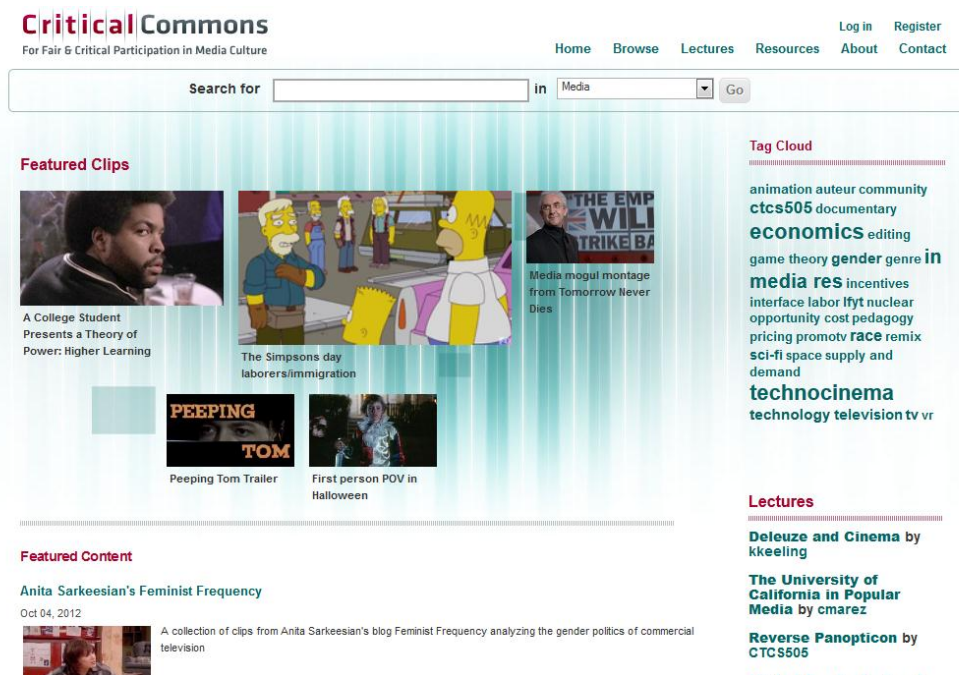 Critical Commons
For Fair & Critical Participation in Media Culture
Log in Register
Home Browse Lectures Resources About Contact
Search for in Media Go
Featured Clips
THE EMP
WILL
STRIKE BA
A College Student
Presents a Theory of
Power: Higher Learning
The Simpsons day
laborers/immigration
Media mogul montage
from Tomorrow Never
Dies
PEEPING
TOM
Peeping Tom Trailer
First person POV in
Halloween
Featured Content
Anita Sarkeesian's Feminist Frequency
Oct 04, 2012
A collection of clips from Anita Sarkeesian's blog Feminist Frequency analyzing the gender politics of commercial
television
Tag Cloud
animation auteur community
ctcs505 documentary
economics editing
game theory gender genre in
media res incentives
interface labor lfyt nuclear
opportunity cost pedagogy
pricing promotv race remix
sci-fi space supply and
demand
technocinema
technology television tv vr
Lectures
Deleuze and Cinema by
kkeeling
The University of
California in Popular
Media by cmarez
Reverse Panopticon by
CTCS505